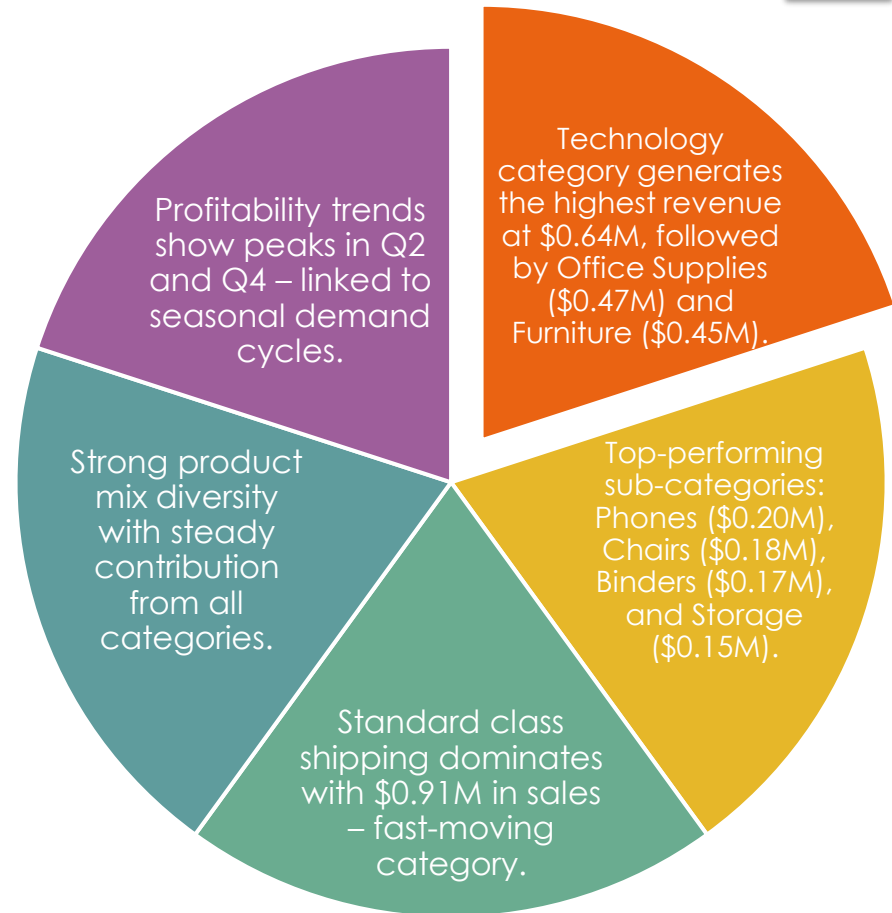 Technology
category generates
the highest revenue
at $0.64M, followed
by Office Supplies
($0.47M) and
Furniture ($0.45M).
Top-performing
sub-categories:
Phones ($0.20M),
Chairs ($0.18M),
Binders ($0.17M),
and Storage
($0.15M).
Standard class
shipping dominates
with $0.91M in sales
– fast-moving
category.
Strong product
mix diversity
with steady
contribution
from all
categories.
Profitability trends
show peaks in Q2
and Q4 – linked to
seasonal demand
cycles.